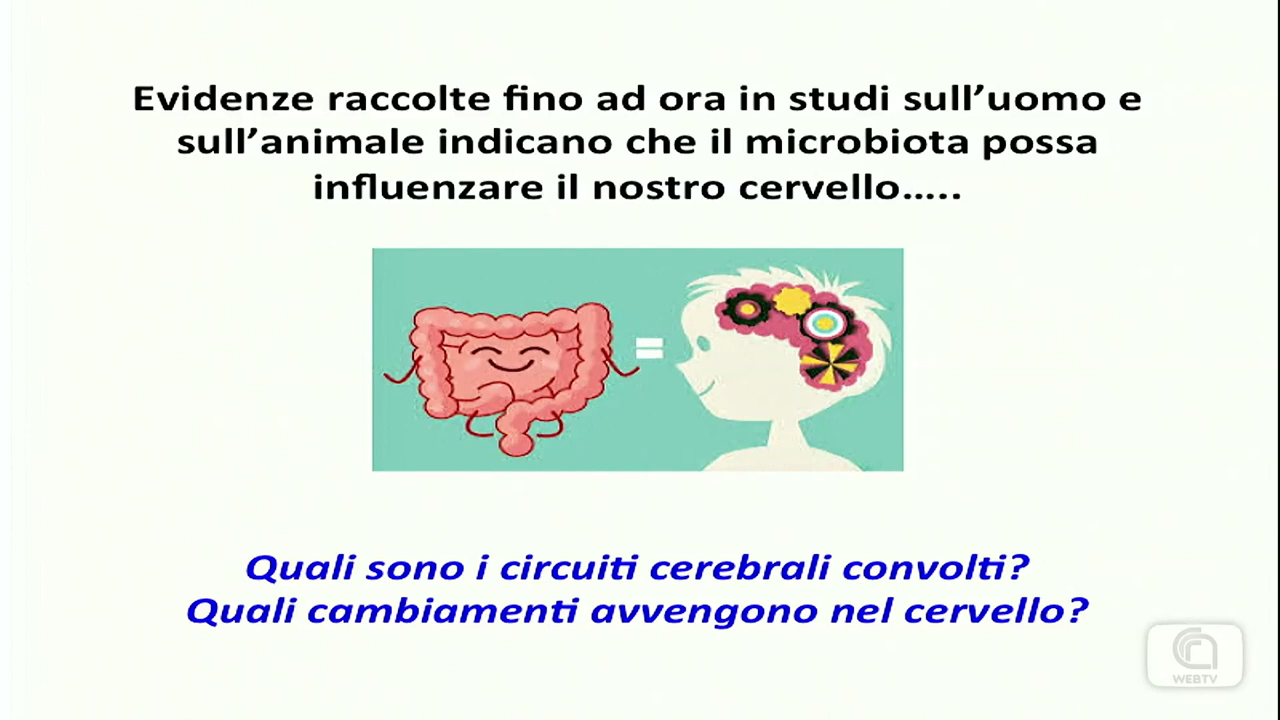 Evidenze raccolte fino ad ora in studi sull’uomo e
sull’animale indicano che il microbiota possa
influenzare il nostro cervello…..
Quali sono i circuiti cerebrali convolti?
Quali cambiamenti avvengono nel cervello?
WEBTV